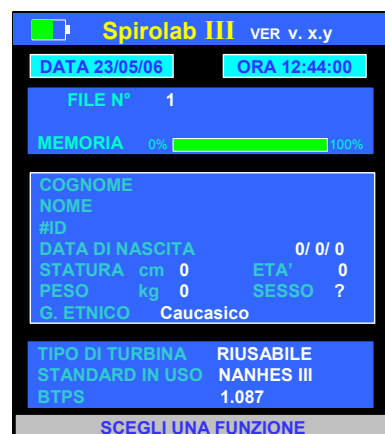 Spirolab III VER v. x.y
DATA 23/05/06 ORA 12:44:00
FILE N° 1
MEMORIA 0% 100%
COGNOME
NOME
#ID
DATA DI NASCITA 0/ 0/ 0
STATURA cm 0 ETA' 0
PESO kg 0 SESSO ?
G. ETNICO Caucasico
TIPO DI TURBINA RIUSABILE
STANDARD IN USO NANHES III
BTPS 1.087
SCEGLI UNA FUNZIONE